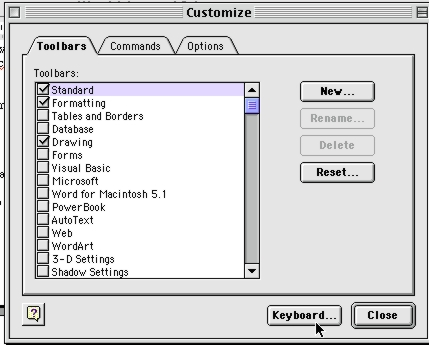 Customize
Toolbars Commands Options
Toolbars:
Standard
Formatting
Tables and Borders
Database
Drawing
Forms
Visual Basic
Microsoft
Word for Macintosh 5.1
PowerBook
AutoText
Web
WordArt
3-D Settings
Shadow Settings
New...
Rename...
Delete
Reset...
?
Keyboard... Close